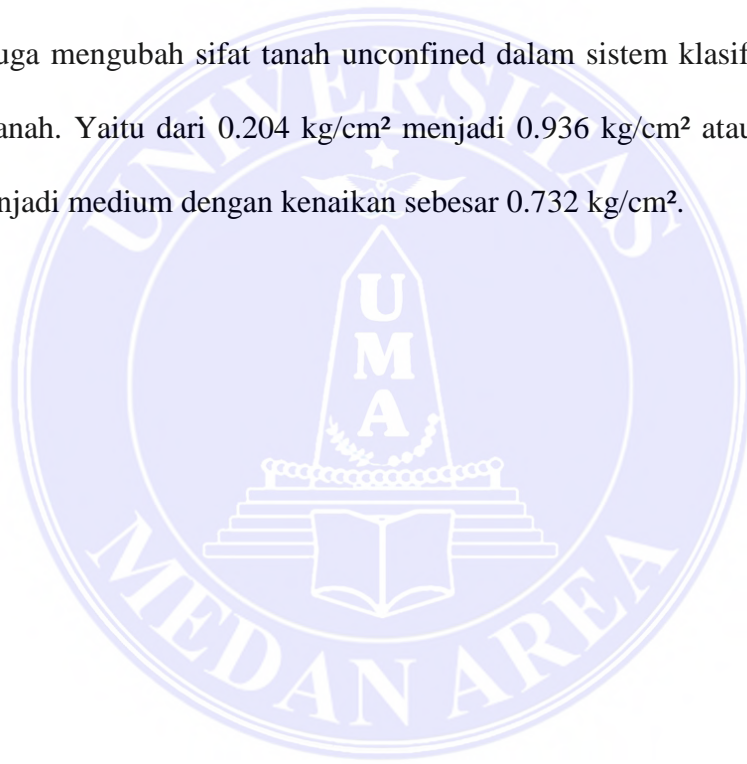 uga mengubah sifat tanah unconfined dalam sistem klasif
anah. Yaitu dari 0.204 kg/cm² menjadi 0.936 kg/cm² atau
njadi medium dengan kenaikan sebesar 0.732 kg/cm².
UNIVERSITAS
U
M
A
MEDAN AREA